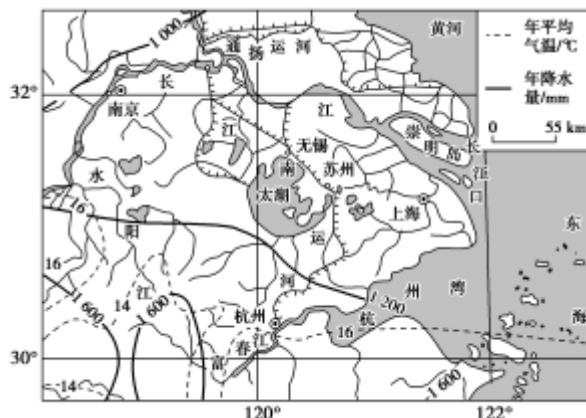 1 000
通扬运河
黄河
年平均
气温/℃
年降水
量/mm
0 55 km
32°
长江
南京
崇明岛
长江口
无锡
苏州
江南运河
太湖
上海
水阳江
16
16
14
1 600
1 600
14
杭州
富春江
1 200
杭州湾
16
1 600
东海
30°
120°
122°